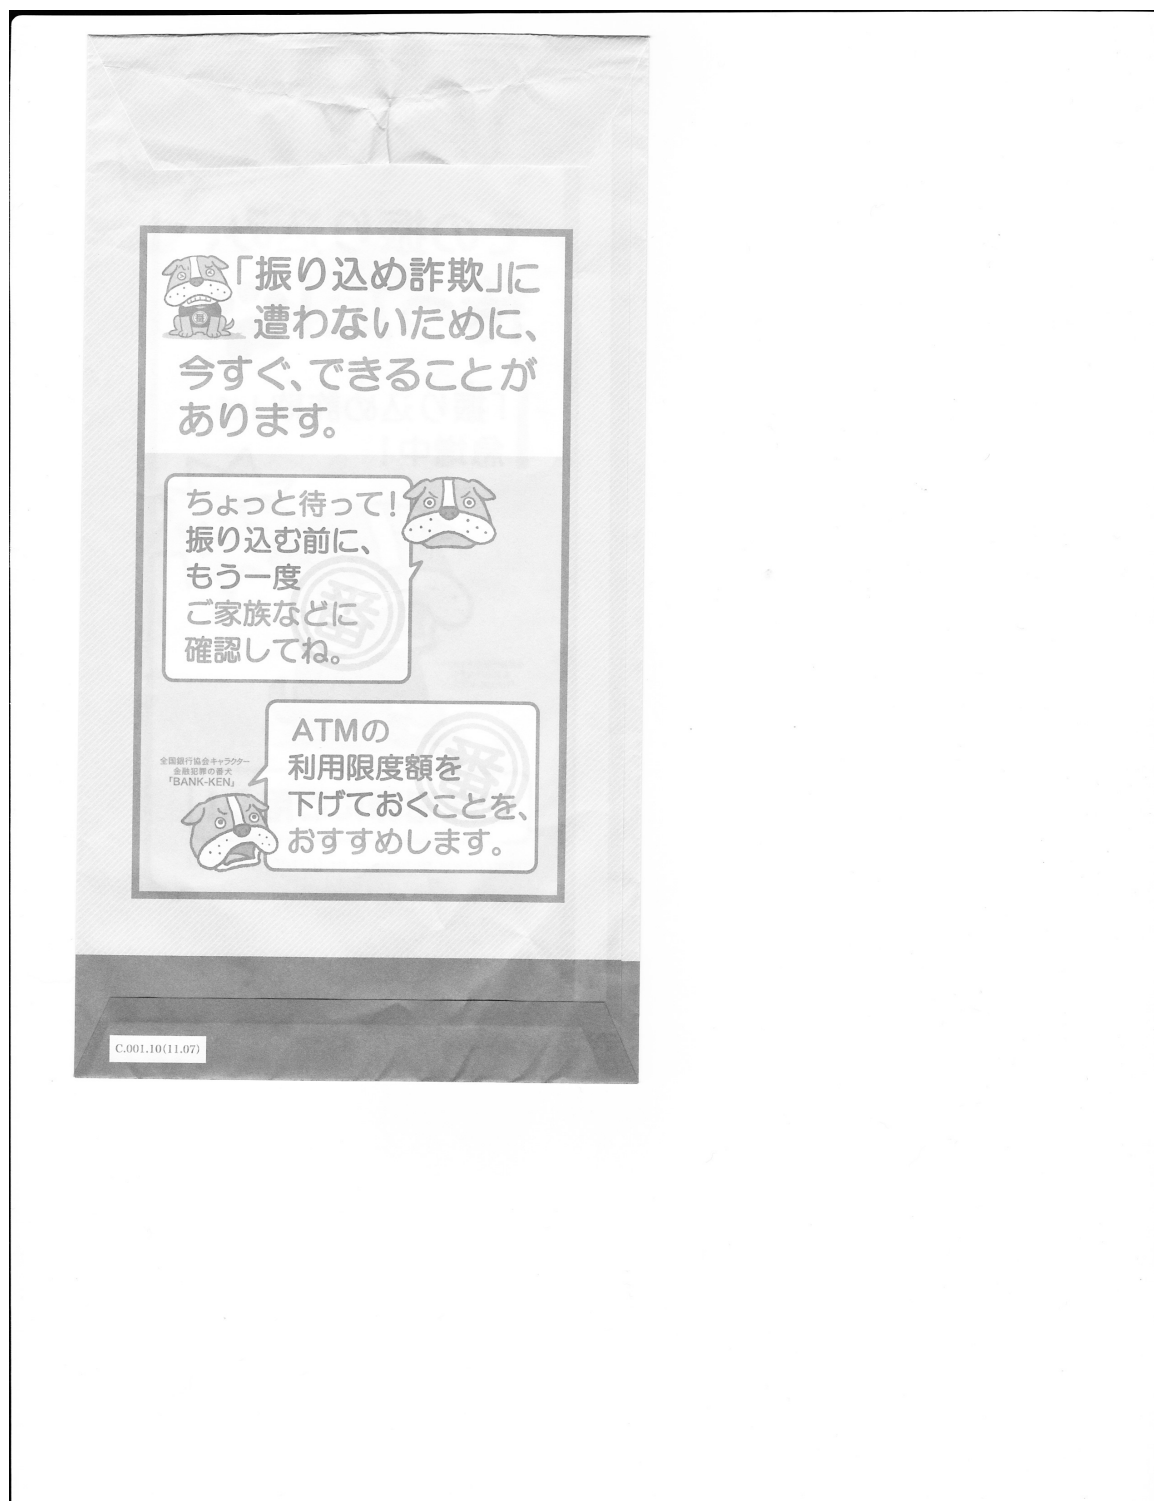 「振り込め詐欺」に
遭わないために、
今すぐ、できることが
あります。
ちょっと待って！
振り込む前に、
もう一度
ご家族などに
確認してね。
ATMの
利用限度額を
下げておくことを、
おすすめします。
全国銀行協会キャラクター
金融犯罪の番犬
「BANK-KEN」
C.001.10(11.07)